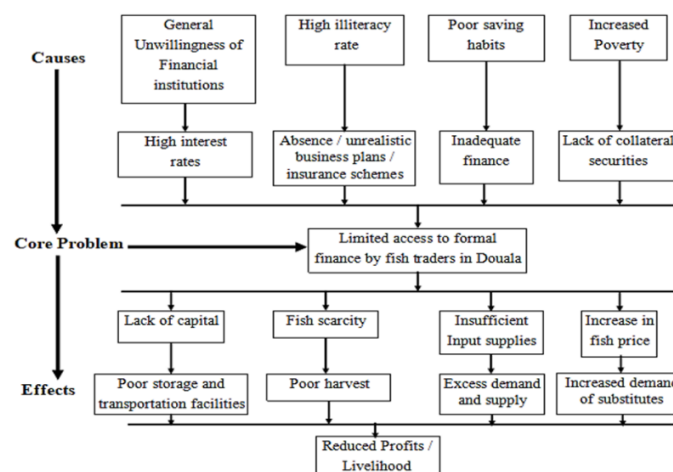 Causes
General
Unwillingness of
Financial
institutions
High illiteracy
rate
Poor saving
habits
Increased
Poverty
High interest
rates
Absence / unrealistic
business plans /
insurance schemes
Inadequate
finance
Lack of collateral
securities
Core Problem
Limited access to formal
finance by fish traders in Douala
Lack of capital
Fish scarcity
Insufficient
Input supplies
Increase in
fish price
Effects
Poor storage and
transportation facilities
Poor harvest
Excess demand
and supply
Increased demand
of substitutes
Reduced Profits /
Livelihood